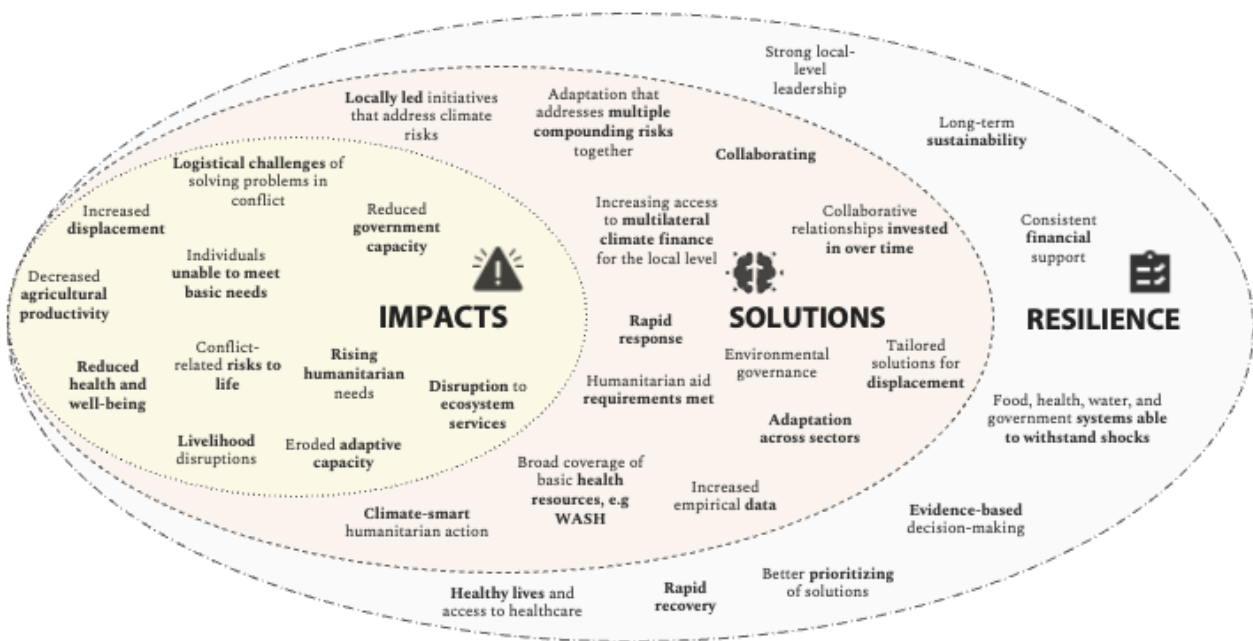 Strong local-
level
leadership
Locally led initiatives
that address climate
risks
Adaptation that
addresses multiple
compounding risks
together
Collaborating
Long-term
sustainability
Logistical challenges of
solving problems in
conflict
Increased
displacement
Reduced
government
capacity
Individuals
unable to meet
basic needs
Decreased
agricultural
productivity
IMPACTS
Reduced
health and
well-being
Conflict-
related risks to
life
Rising
humanitarian
needs
Disruption to
ecosystem
services
Livelihood
disruptions
Eroded adaptive
capacity
Increasing access
to multilateral
climate finance
for the local level
Collaborative
relationships invested
in over time
SOLUTIONS
Rapid
response
Environmental
governance
Tailored
solutions for
displacement
Humanitarian aid
requirements met
Adaptation
across sectors
Broad coverage of
basic health
resources, e.g
WASH
Increased
empirical data
Climate-smart
humanitarian action
Consistent
financial
support
RESILIENCE
Food, health, water, and
government systems able
to withstand shocks
Evidence-based
decision-making
Better prioritizing
of solutions
Rapid
recovery
Healthy lives and
access to healthcare